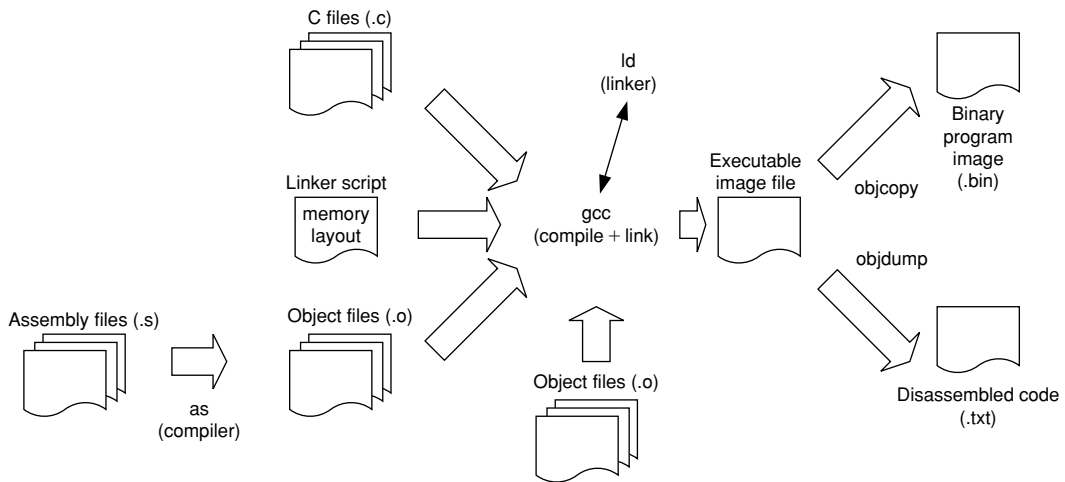 C files (.c)
ld
(linker)
Binary
program
image
(.bin)
Linker script
memory
layout
gcc
(compile + link)
Executable
image file
objcopy
objdump
Assembly files (.s)
as
(compiler)
Object files (.o)
Object files (.o)
Disassembled code
(.txt)